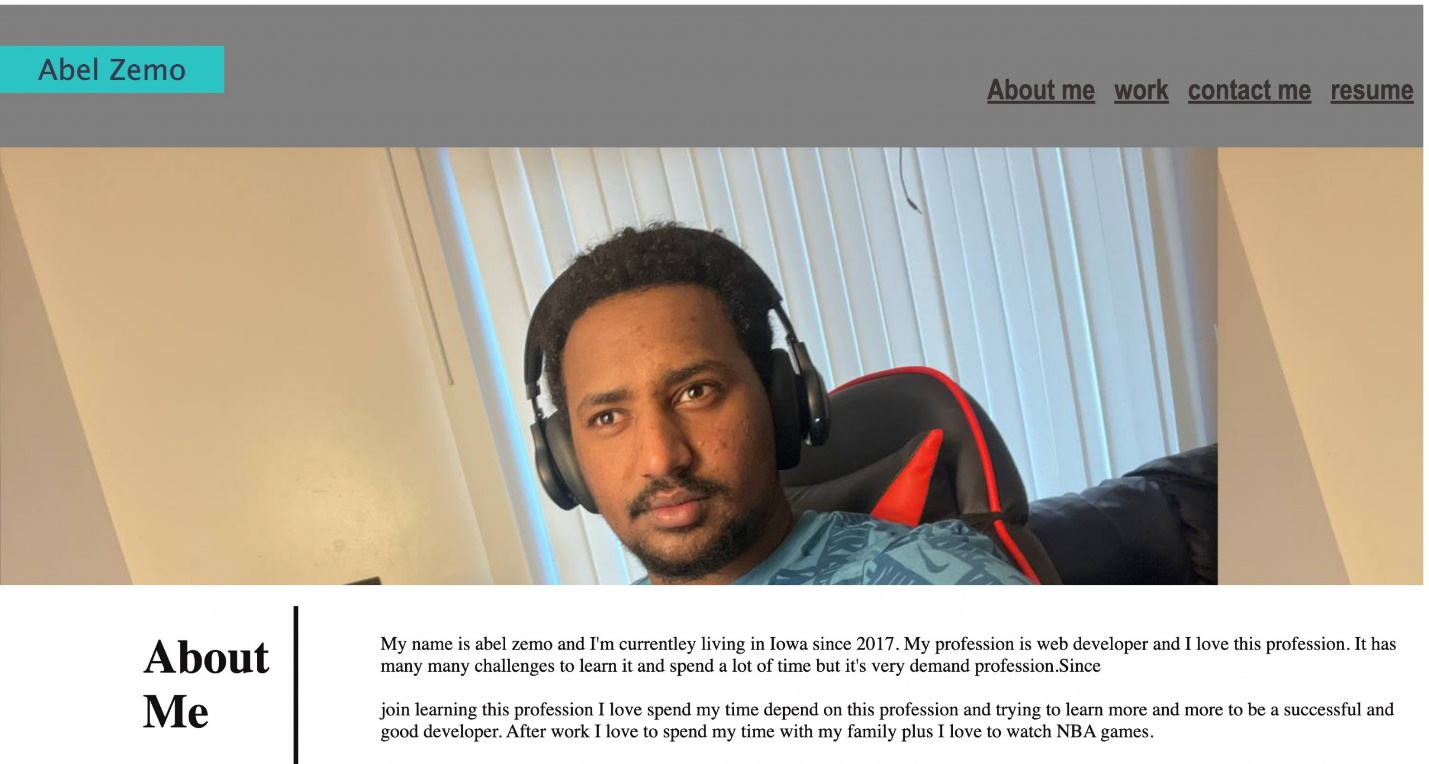 Abel Zemo
About me work contact me resume
About
Me
My name is abel zemo and I'm currentley living in Iowa since 2017. My profession is web developer and I love this profession. It has
many many challenges to learn it and spend a lot of time but it's very demand profession.Since
join learning this profession I love spend my time depend on this profession and trying to learn more and more to be a successful and
good developer. After work I love to spend my time with my family plus I love to watch NBA games.